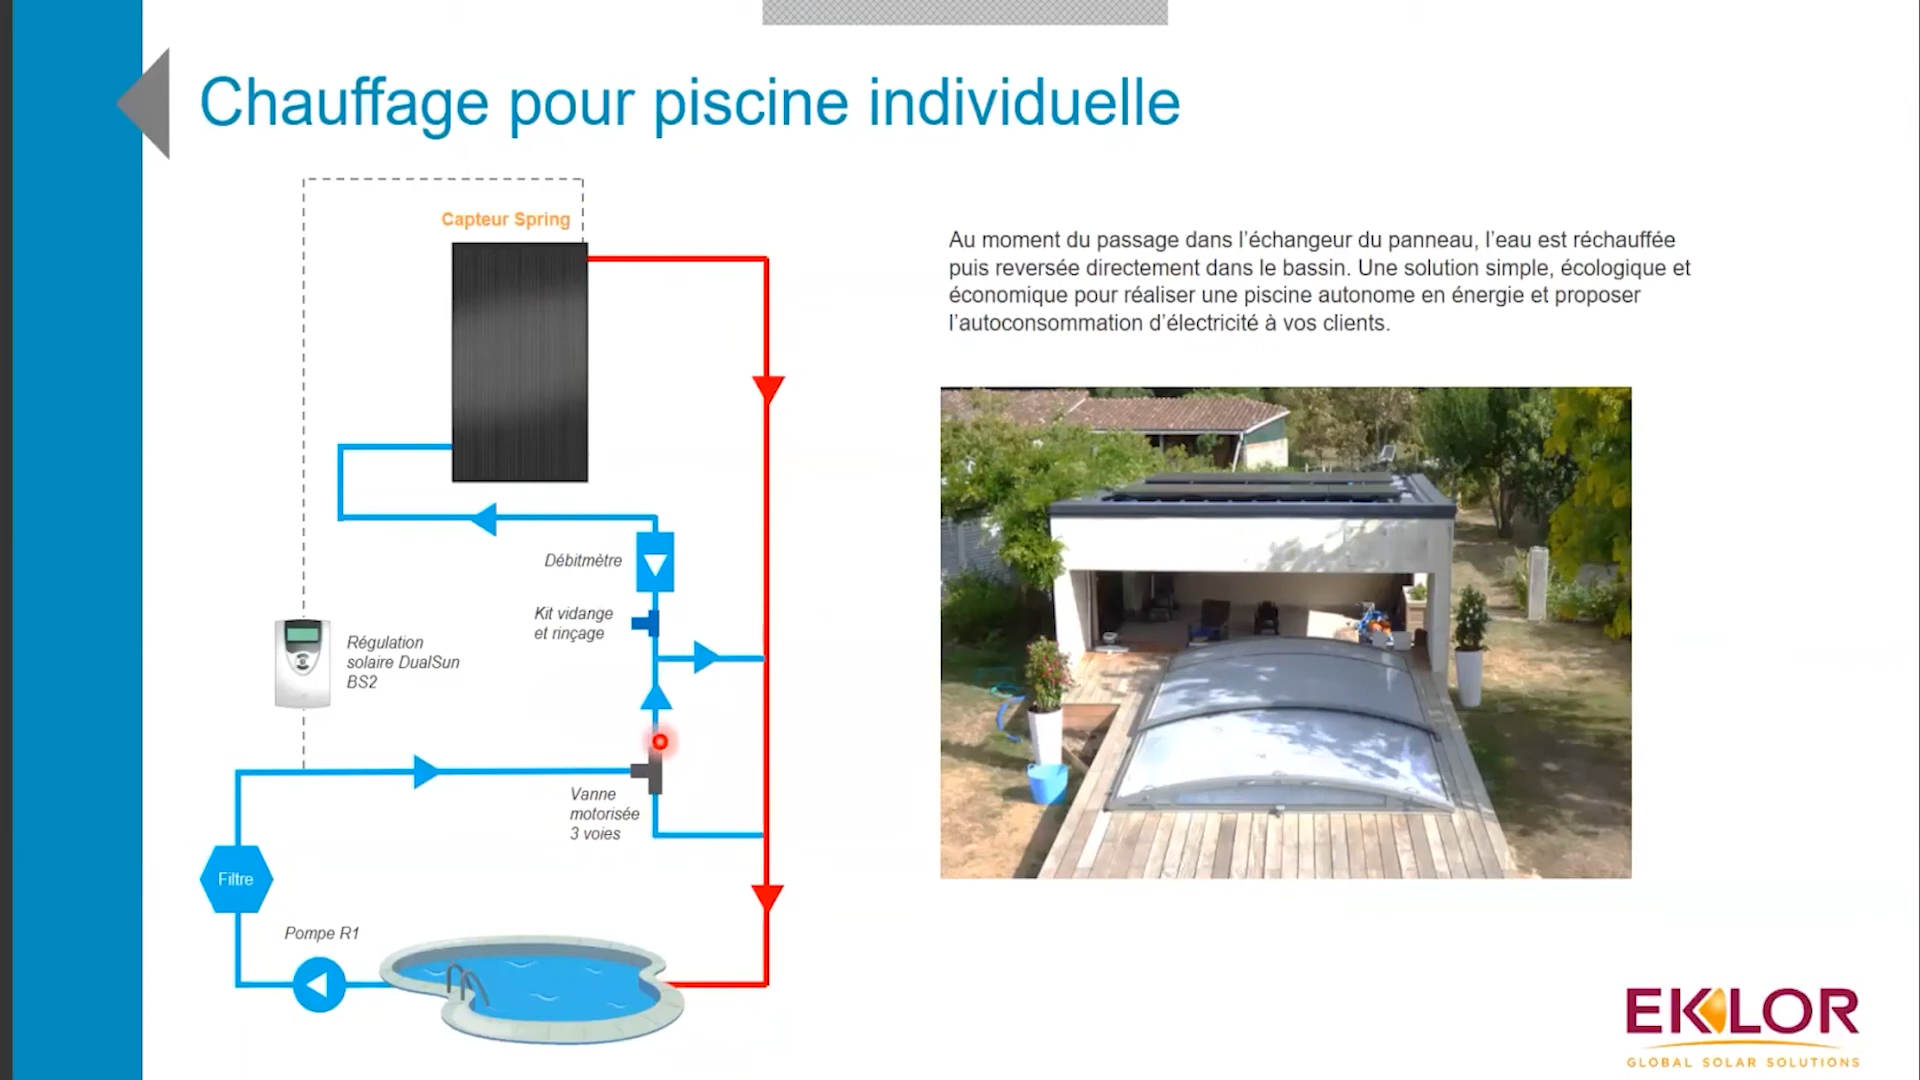 Chauffage pour piscine individuelle
Capteur Spring
Au moment du passage dans l'échangeur du panneau, l'eau est réchauffée
puis reversée directement dans le bassin. Une solution simple, écologique et
économique pour réaliser une piscine autonome en énergie et proposer
l'autoconsommation d'électricité à vos clients.
Débitmètre
Kit vidange
et rinçage
Régulation
solaire DualSun
BS2
Vanne
motorisée
3 voies
Filtre
Pompe R1
EKLOR
GLOBAL SOLAR SOLUTIONS